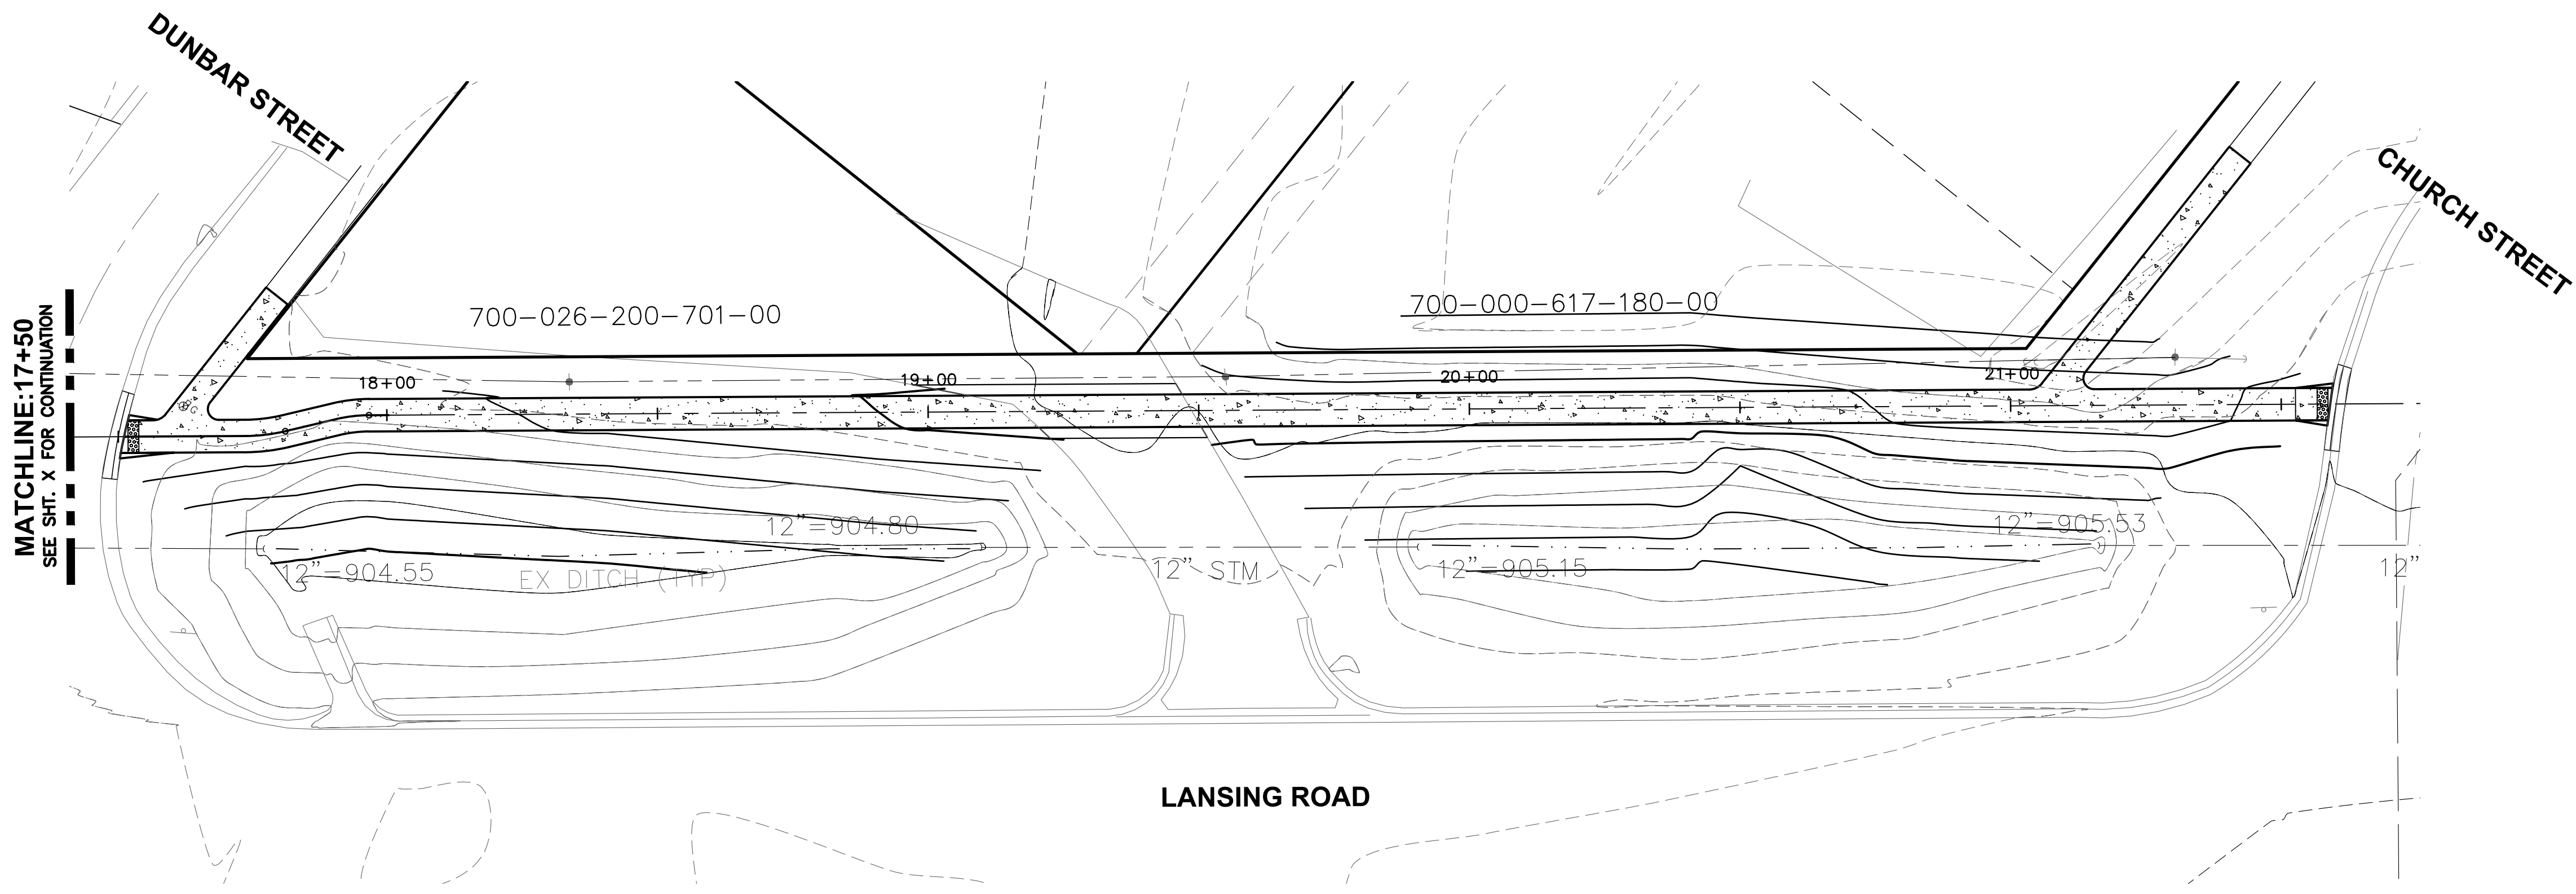 DUNBAR STREET
CHURCH STREET
MATCHLINE:17+50
SEE SHT. X FOR CONTINUATION
700-026-200-701-00
700-000-617-180-00
18+00
19+00
20+00
21+00
G
12"=904.80
12"=905.53
12"=904.55
EX DITCH (TYP)
12" STM
12"=905.15
12"
LANSING ROAD